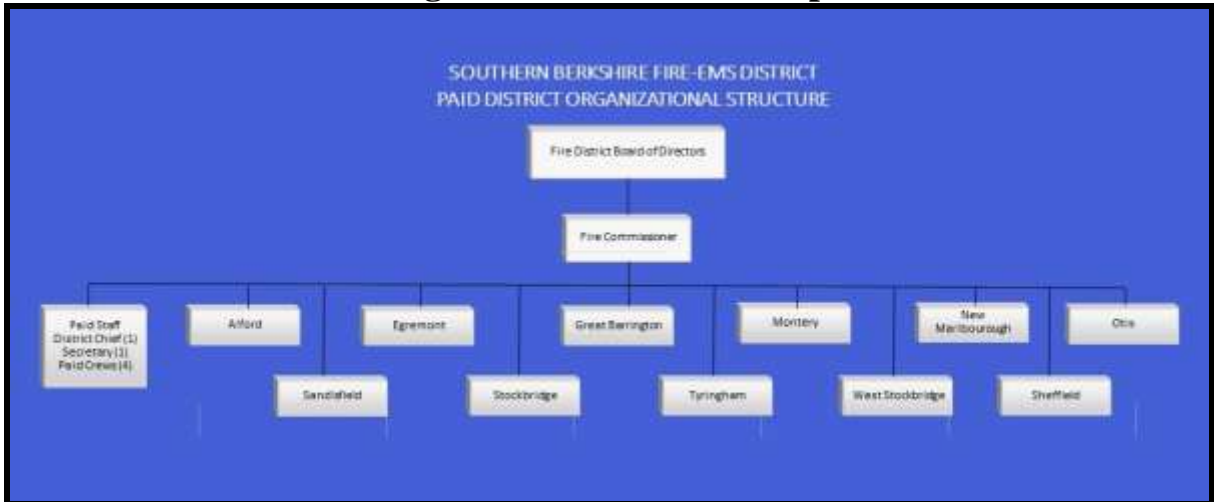 SOUTHERN BERKSHIRE FIRE-EMS DISTRICT
PAID DISTRICT ORGANIZATIONAL STRUCTURE
Fire District Board of Directors
Fire Commissioner
Paid Staff
District Chief (1)
Secretary (1)
Paid Crews (4)
Alford
Egremont
Great Barrington
Montery
New
Marlbourough
Otis
Sandisfield
Stockbridge
Tyringham
West Stockbridge
Sheffield